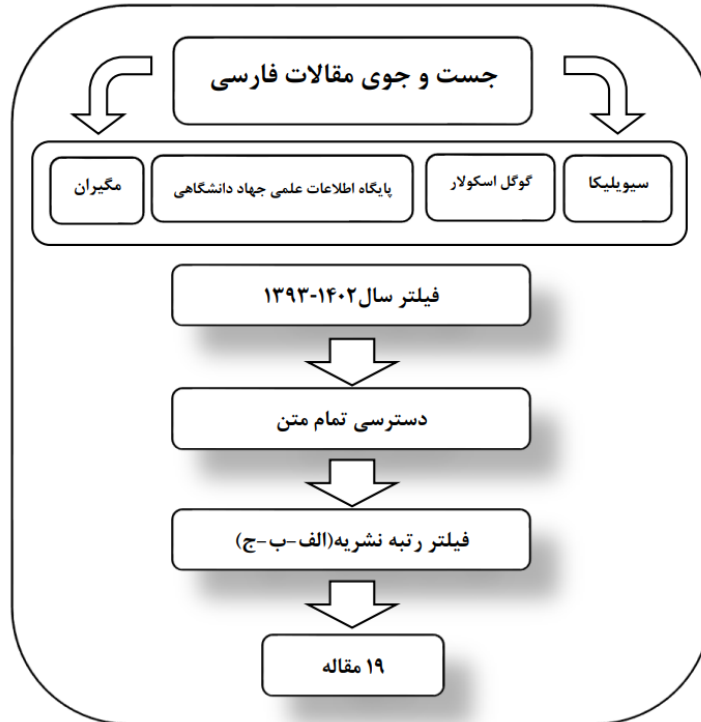 جست و جوی مقالات فارسی
سیویلیکا
گوگل اسکولار
پایگاه اطلاعات علمی جهاد دانشگاهی
مگیران
فیلتر سال۱۴۰۲-۱۳۹۳
دسترسی تمام متن
فیلتر رتبه نشریه(الف-ب-ج)
۱۹ مقاله